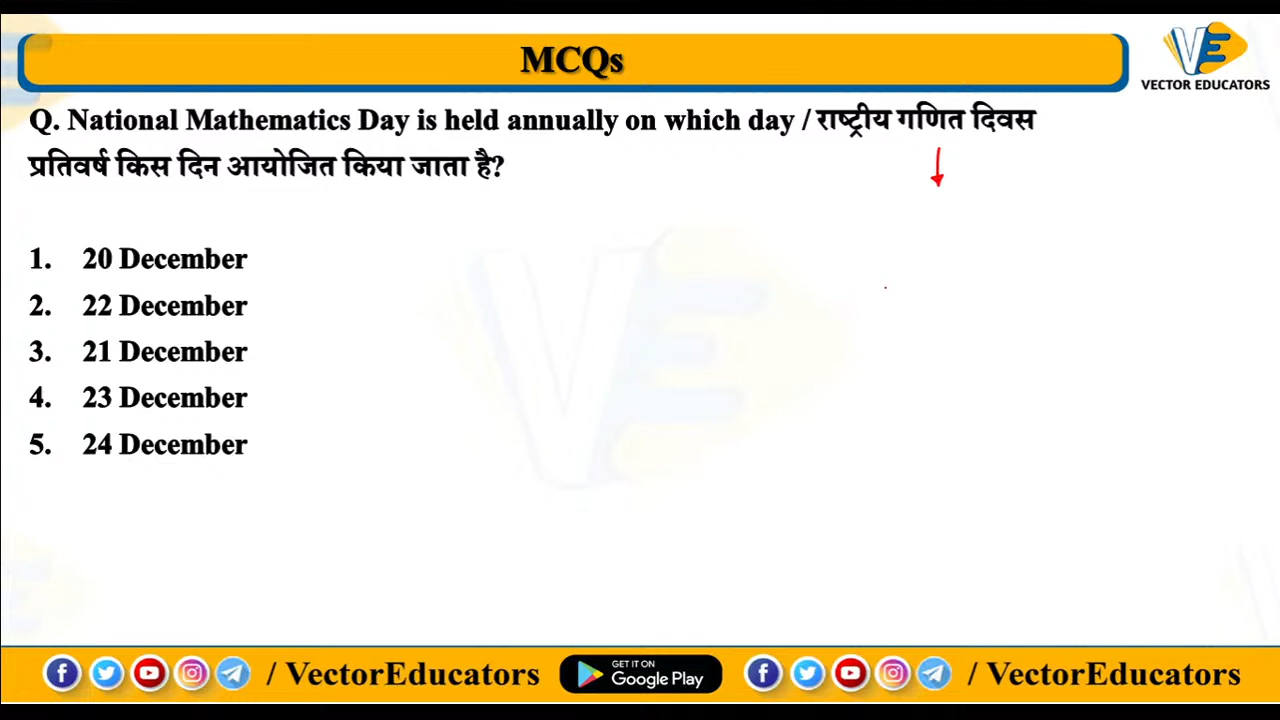 MCQs
VECTOR EDUCATORS
Q. National Mathematics Day is held annually on which day / राष्ट्रीय गणित दिवस
प्रतिवर्ष किस दिन आयोजित किया जाता है?
1. 20 December
2. 22 December
3. 21 December
4. 23 December
5. 24 December
/ VectorEducators
GET IT ON
Google Play
/ VectorEducators